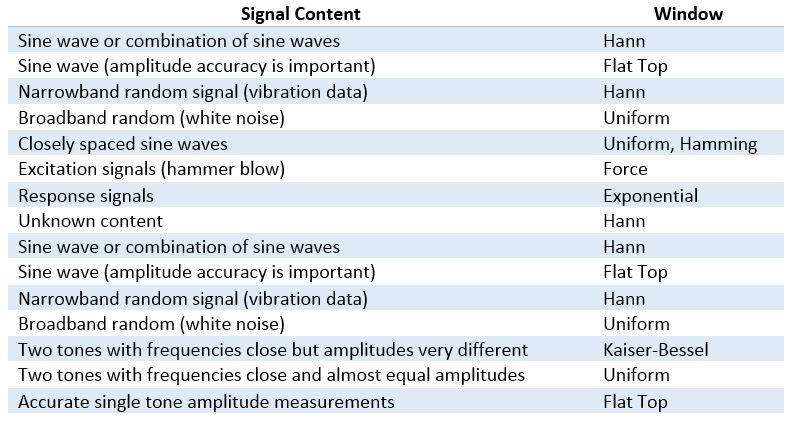 Signal Content Window
Sine wave or combination of sine waves Hann
Sine wave (amplitude accuracy is important) Flat Top
Narrowband random signal (vibration data) Hann
Broadband random (white noise) Uniform
Closely spaced sine waves Uniform, Hamming
Excitation signals (hammer blow) Force
Response signals Exponential
Unknown content Hann
Sine wave or combination of sine waves Hann
Sine wave (amplitude accuracy is important) Flat Top
Narrowband random signal (vibration data) Hann
Broadband random (white noise) Uniform
Two tones with frequencies close but amplitudes very different Kaiser-Bessel
Two tones with frequencies close and almost equal amplitudes Uniform
Accurate single tone amplitude measurements Flat Top